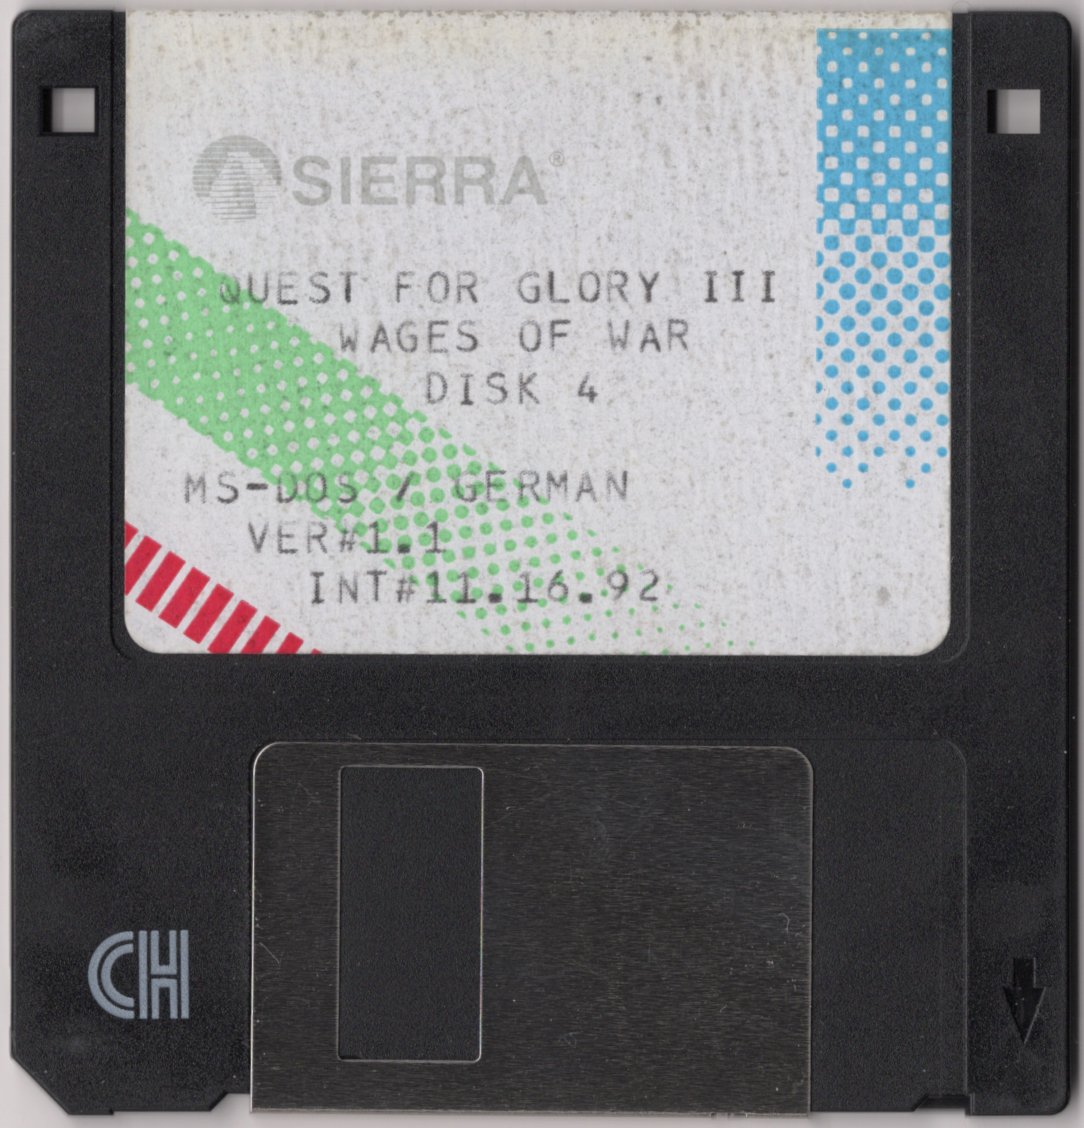 SIERRA®
QUEST FOR GLORY III
WAGES OF WAR
DISK 4
MS-DOS / GERMAN
VER#1.1
INT#11.16.92
CH